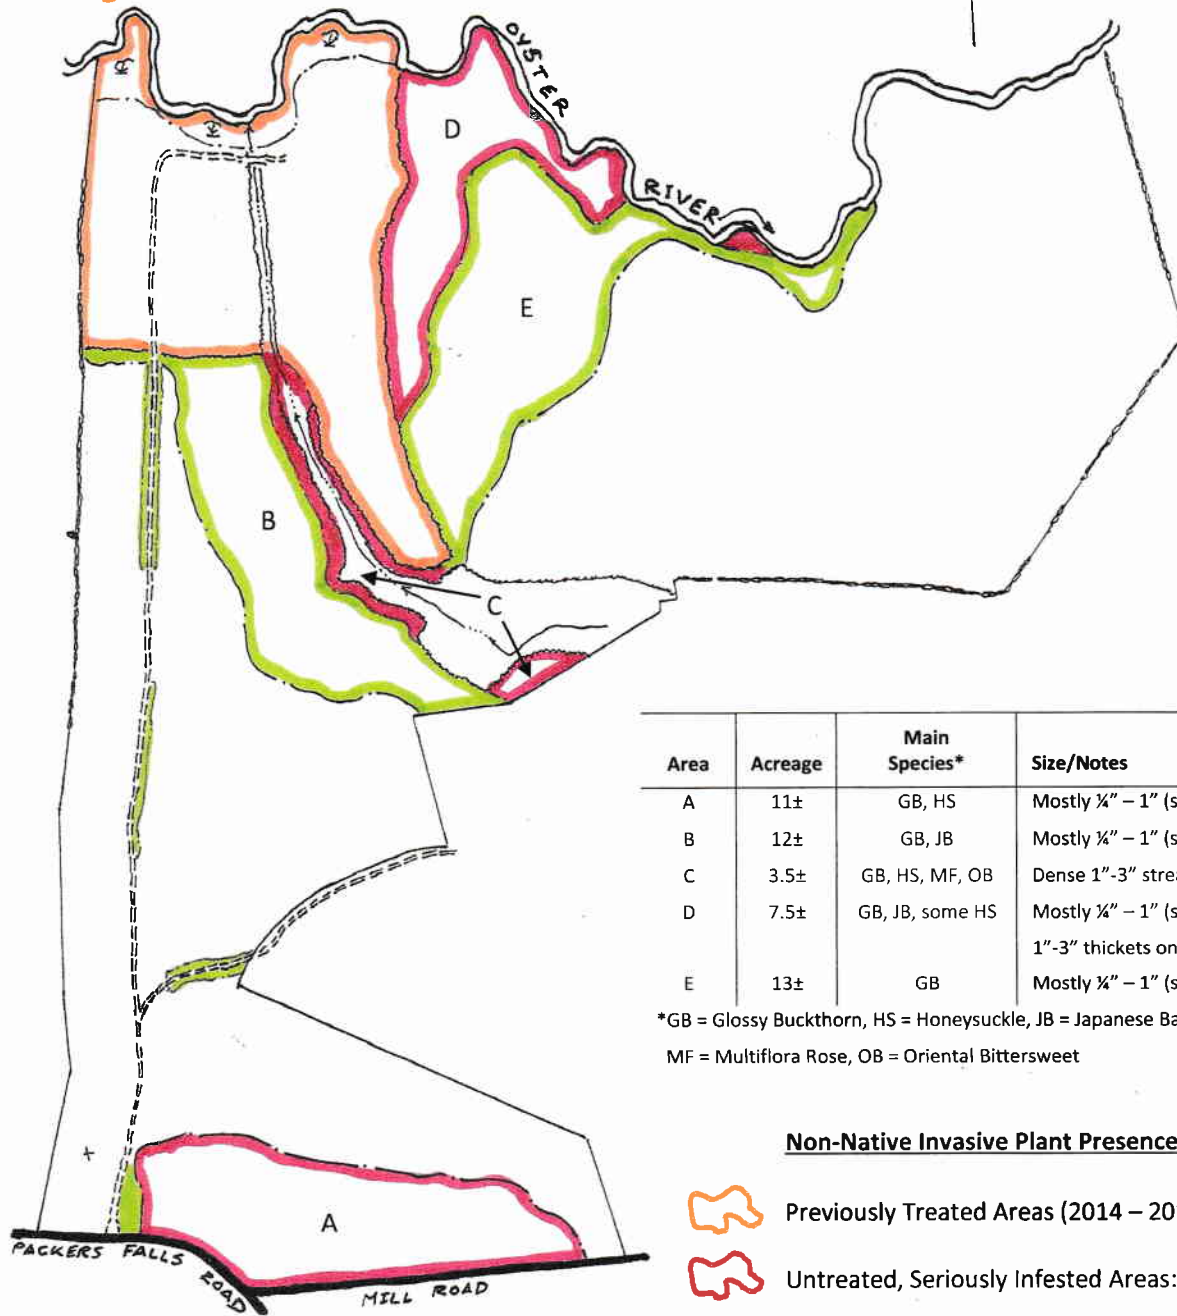 OYSTER
RIVER
D
E
B
C
A
PACKERS FALLS ROAD
MILL ROAD
Area Acreage Main Species* Size/Notes
A 11± GB, HS Mostly ¼” – 1” (s
B 12± GB, JB Mostly ¼” – 1” (s
C 3.5± GB, HS, MF, OB Dense 1”-3” strea
D 7.5± GB, JB, some HS Mostly ¼” – 1” (s
1”-3” thickets on
E 13± GB Mostly ¼” – 1” (s
*GB = Glossy Buckthorn, HS = Honeysuckle, JB = Japanese Ba
MF = Multiflora Rose, OB = Oriental Bittersweet
Non-Native Invasive Plant Presence
Previously Treated Areas (2014 – 20
Untreated, Seriously Infested Areas: